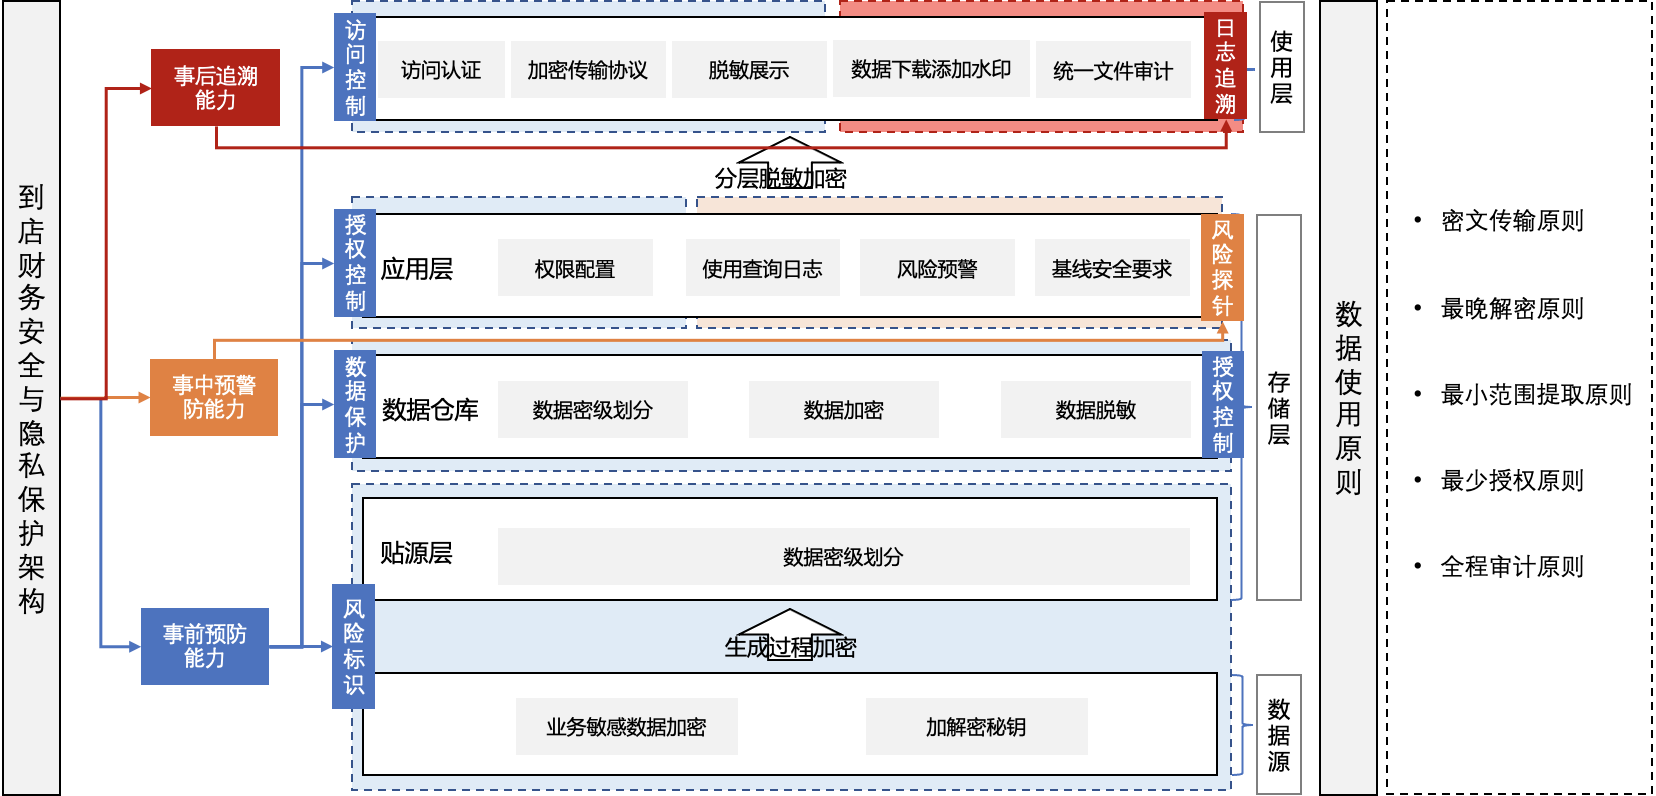 到店财务安全与隐私保护架构
事后追溯
能力
事中预警
防能力
事前预防
能力
访问控制
访问认证
加密传输协议
脱敏展示
数据下载添加水印
统一文件审计
日志追溯
使用层
分层脱敏加密
授权控制
应用层
权限配置
使用查询日志
风险预警
基线安全要求
风险探针
数据保护
数据仓库
数据密级划分
数据加密
数据脱敏
授权控制
存储层
贴源层
数据密级划分
风险标识
生成过程加密
业务敏感数据加密
加解密秘钥
数据源
数据使用原则
• 密文传输原则
• 最晚解密原则
• 最小范围提取原则
• 最少授权原则
• 全程审计原则